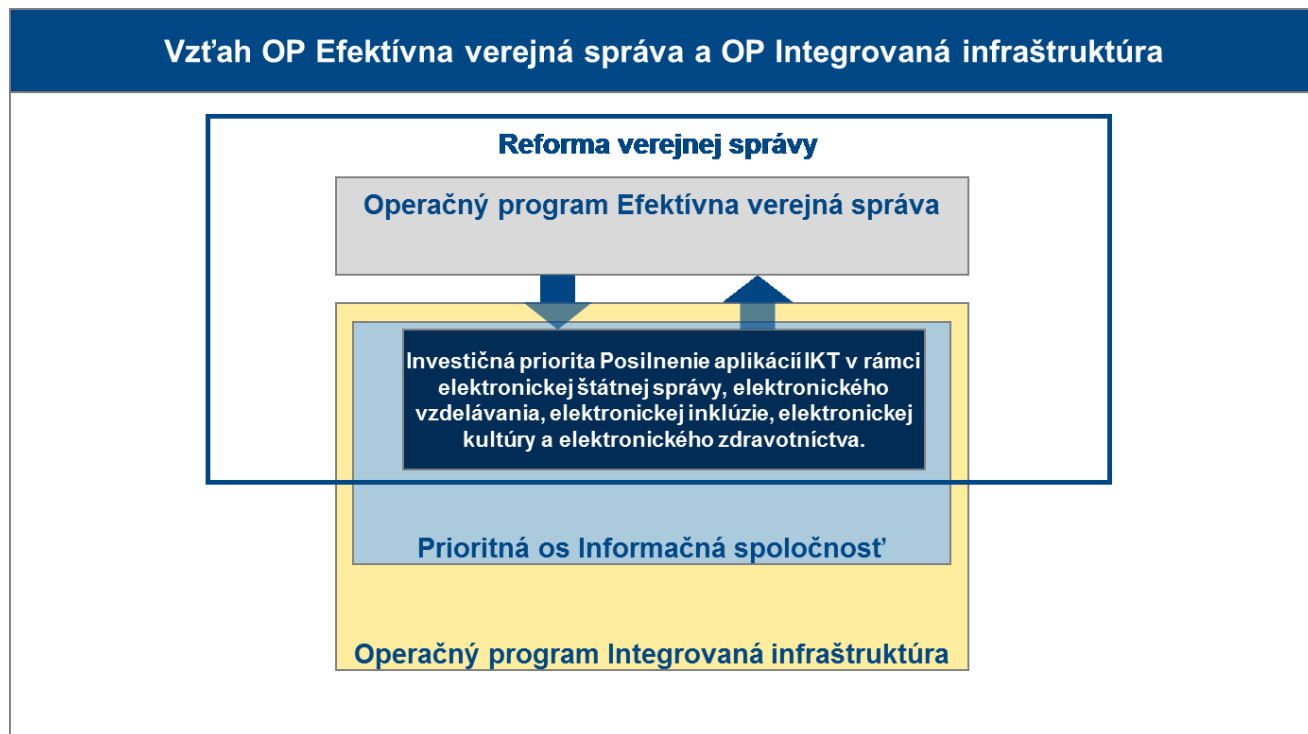 Vzťah OP Efektívna verejná správa a OP Integrovaná infraštruktúra
Reforma verejnej správy
Operačný program Efektívna verejná správa
Investičná priorita Posilnenie aplikácií IKT v rámci
elektronickej štátnej správy, elektronického
vzdelávania, elektronickej inklúzie, elektronickej
kultúry a elektronického zdravotníctva.
Prioritná os Informačná spoločnosť
Operačný program Integrovaná infraštruktúra